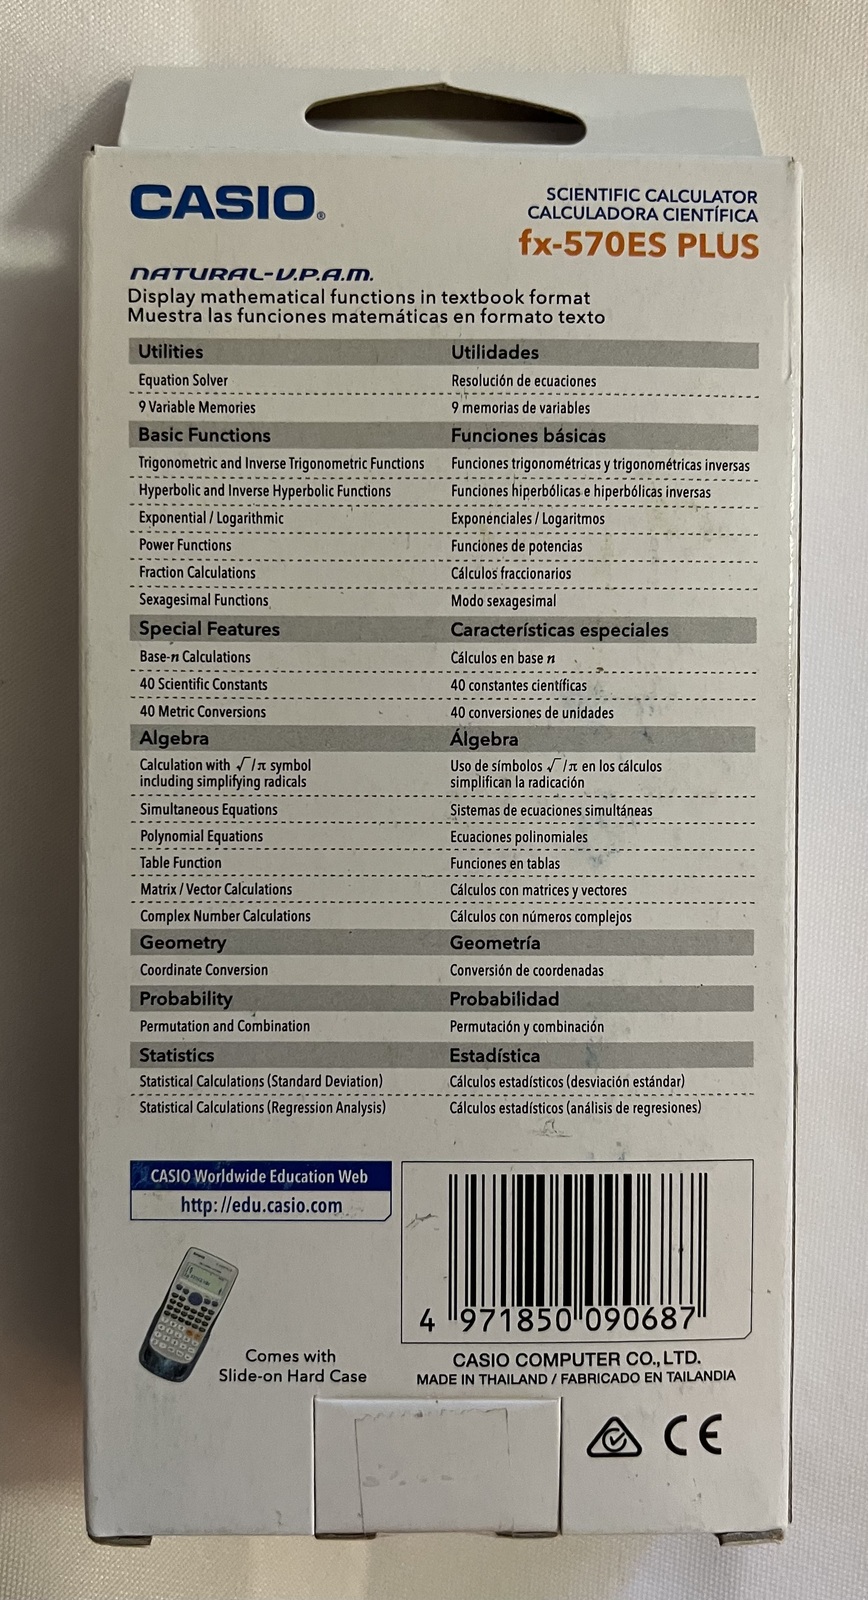 CASIO®
SCIENTIFIC CALCULATOR
CALCULADORA CIENTÍFICA
fx-570ES PLUS
NATURAL-V.P.A.M.
Display mathematical functions in textbook format
Muestra las funciones matemáticas en formato texto
Utilities Utilidades
Equation Solver Resolución de ecuaciones
9 Variable Memories 9 memorias de variables
Basic Functions Funciones básicas
Trigonometric and Inverse Trigonometric Functions Funciones trigonométricas y trigonométricas inversas
Hyperbolic and Inverse Hyperbolic Functions Funciones hiperbólicas e hiperbólicas inversas
Exponential / Logarithmic Exponenciales / Logaritmos
Power Functions Funciones de potencias
Fraction Calculations Cálculos fraccionarios
Sexagesimal Functions Modo sexagesimal
Special Features Características especiales
Base-n Calculations Cálculos en base n
40 Scientific Constants 40 constantes científicas
40 Metric Conversions 40 conversiones de unidades
Algebra Álgebra
Calculation with √/π symbol Uso de símbolos √/π en los cálculos
including simplifying radicals simplifican la radicación
Simultaneous Equations Sistemas de ecuaciones simultáneas
Polynomial Equations Ecuaciones polinomiales
Table Function Funciones en tablas
Matrix / Vector Calculations Cálculos con matrices y vectores
Complex Number Calculations Cálculos con números complejos
Geometry Geometría
Coordinate Conversion Conversión de coordenadas
Probability Probabilidad
Permutation and Combination Permutación y combinación
Statistics Estadística
Statistical Calculations (Standard Deviation) Cálculos estadísticos (desviación estándar)
Statistical Calculations (Regression Analysis) Cálculos estadísticos (análisis de regresiones)
CASIO Worldwide Education Web
http://edu.casio.com
4 971850 090687
Comes with
Slide-on Hard Case
CASIO COMPUTER CO., LTD.
MADE IN THAILAND / FABRICADO EN TAILANDIA
CE